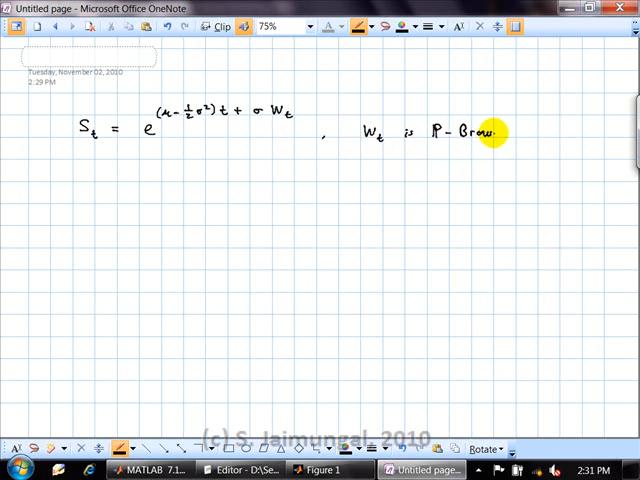 Untitled page - Microsoft Office OneNote
75%
Clip
Tuesday, November 02, 2010
2:29 PM
S_t = e^{(μ - ½σ²)t + σ W_t} , W_t is ℙ - Brow
(c) S. Jaimungal, 2010
Rotate
MATLAB 7.1... Editor - D:\Se... Figure 1 Untitled page... 2:31 PM